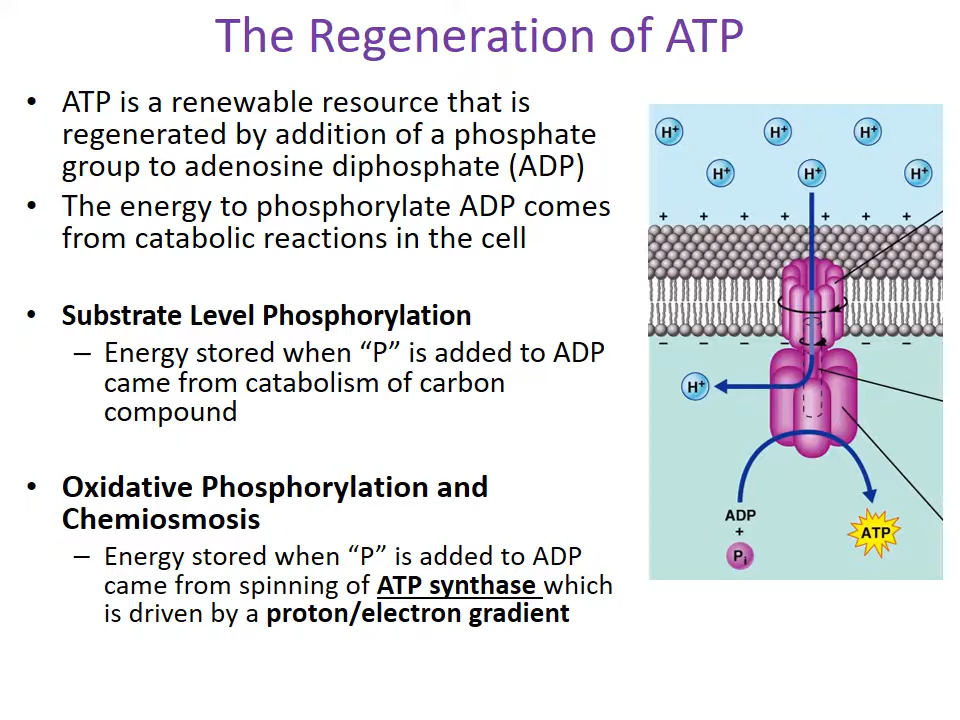 The Regeneration of ATP
• ATP is a renewable resource that is
regenerated by addition of a phosphate
group to adenosine diphosphate (ADP)
• The energy to phosphorylate ADP comes
from catabolic reactions in the cell
• Substrate Level Phosphorylation
– Energy stored when “P” is added to ADP
came from catabolism of carbon
compound
• Oxidative Phosphorylation and
Chemiosmosis
– Energy stored when “P” is added to ADP
came from spinning of ATP synthase which
is driven by a proton/electron gradient
H+ H+ H+
H+ H+ H+
+ + + + + + +
– – – – – – –
H+
ADP
+
Pi
ATP